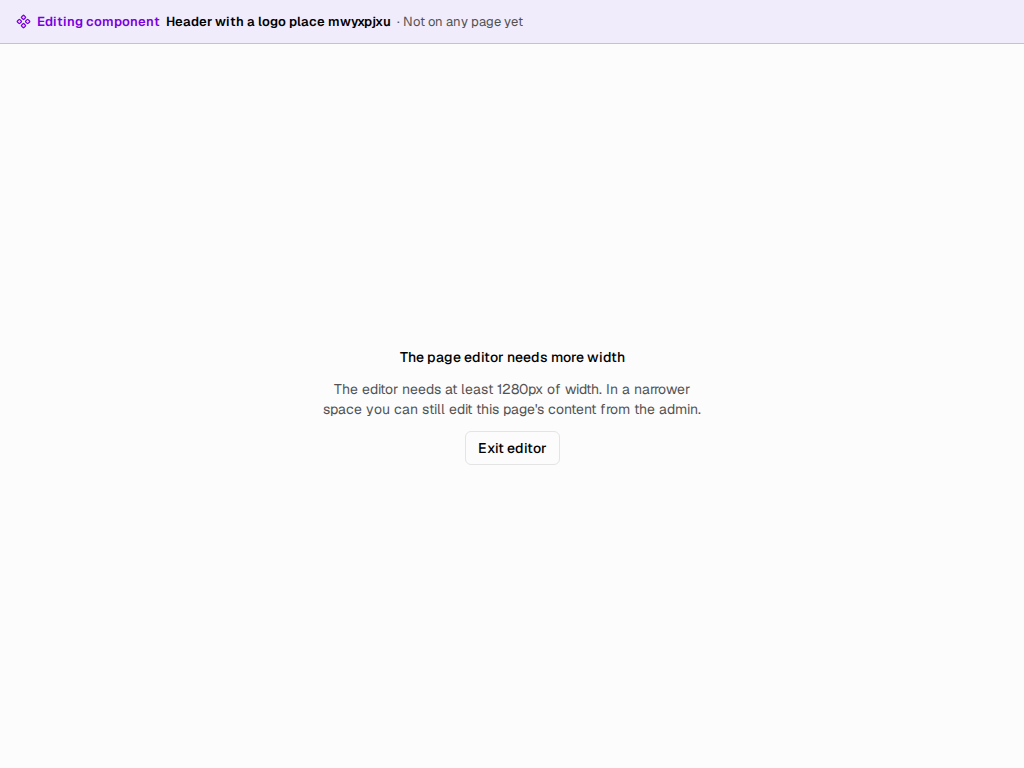 Editing component Header with a logo place mwyxpjxu · Not on any page yet
The page editor needs more width
The editor needs at least 1280px of width. In a narrower
space you can still edit this page's content from the admin.
Exit editor